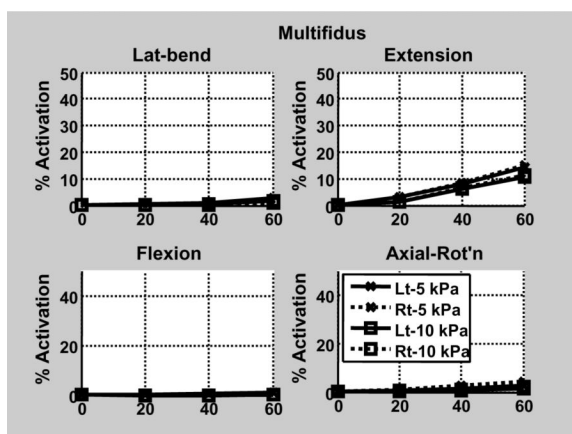 Multifidus
Lat-bend
Extension
% Activation
50
40
30
20
10
0
0 20 40 60
% Activation
50
40
30
20
10
0
0 20 40 60
Flexion
Axial-Rot'n
% Activation
40
20
0
0 20 40 60
% Activation
40
20
0
Lt-5 kPa
Rt-5 kPa
Lt-10 kPa
Rt-10 kPa
0 20 40 60